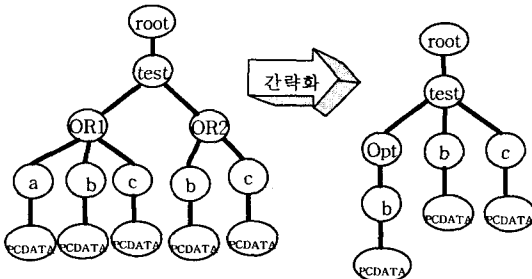 root
root
test
간략화
test
OR1 OR2
Opt b c
a b c b c
b PCDATA PCDATA
PCDATA PCDATA PCDATA PCDATA PCDATA
PCDATA